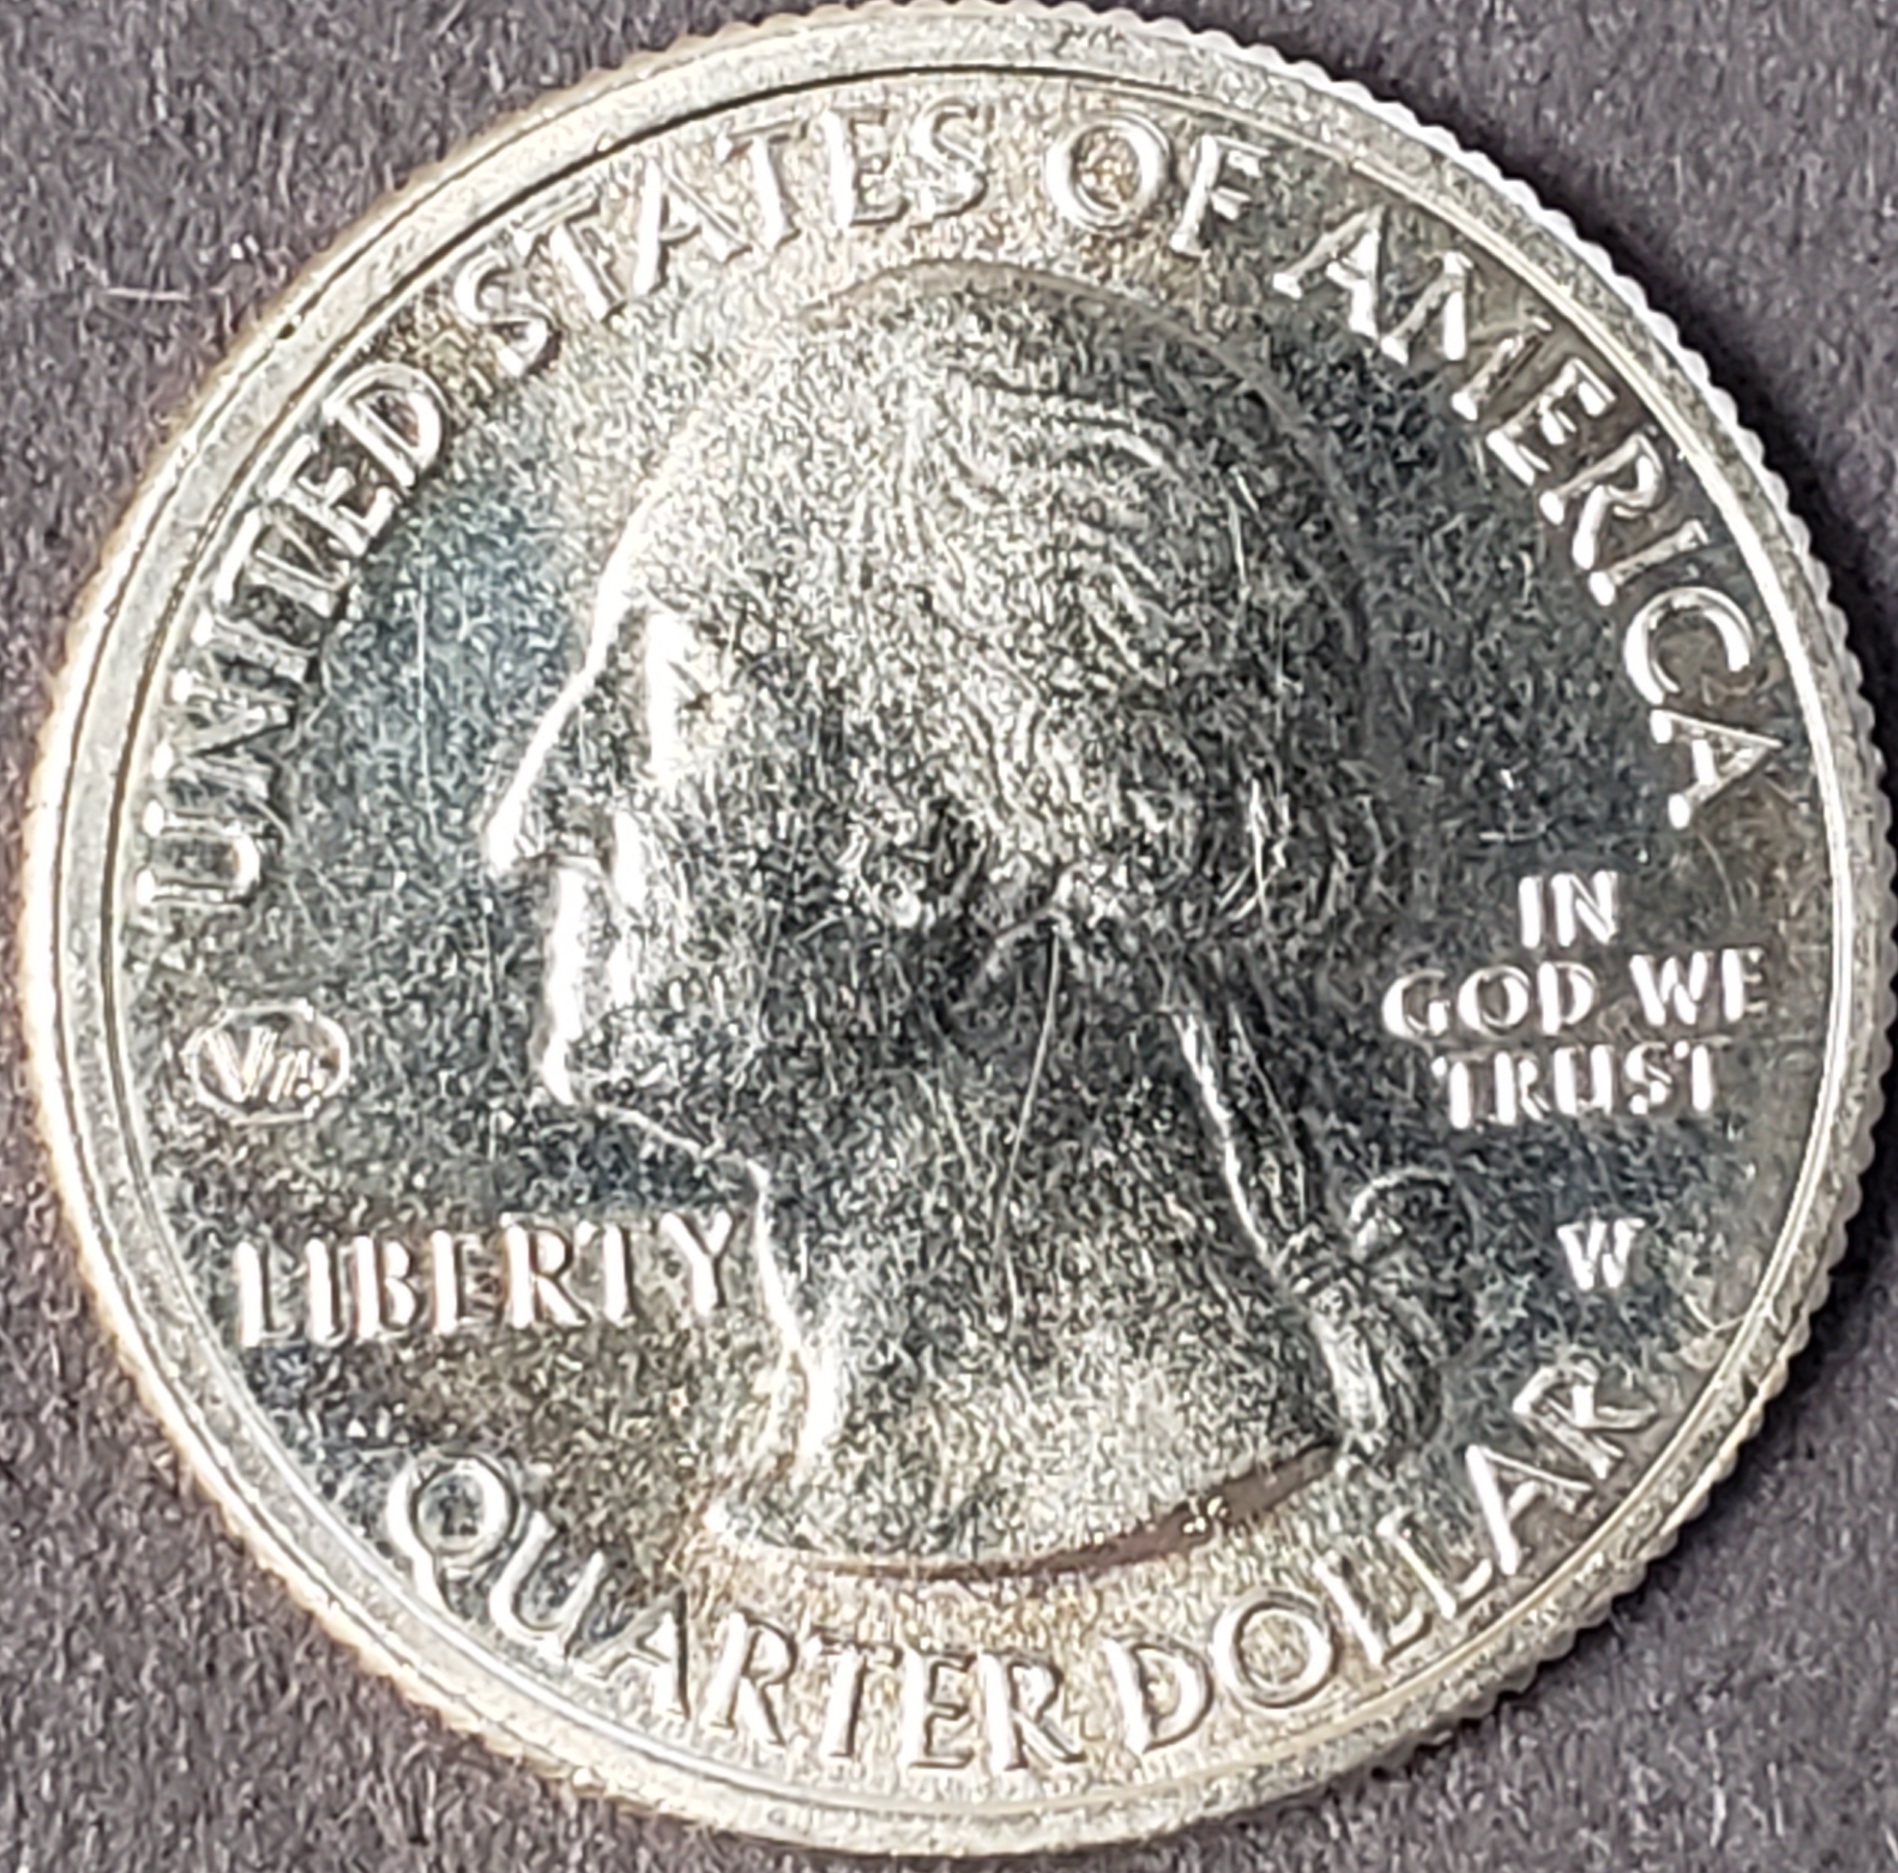 UNITED STATES OF AMERICA
IN
GOD WE
TRUST
LIBERTY
W
QUARTER DOLLAR